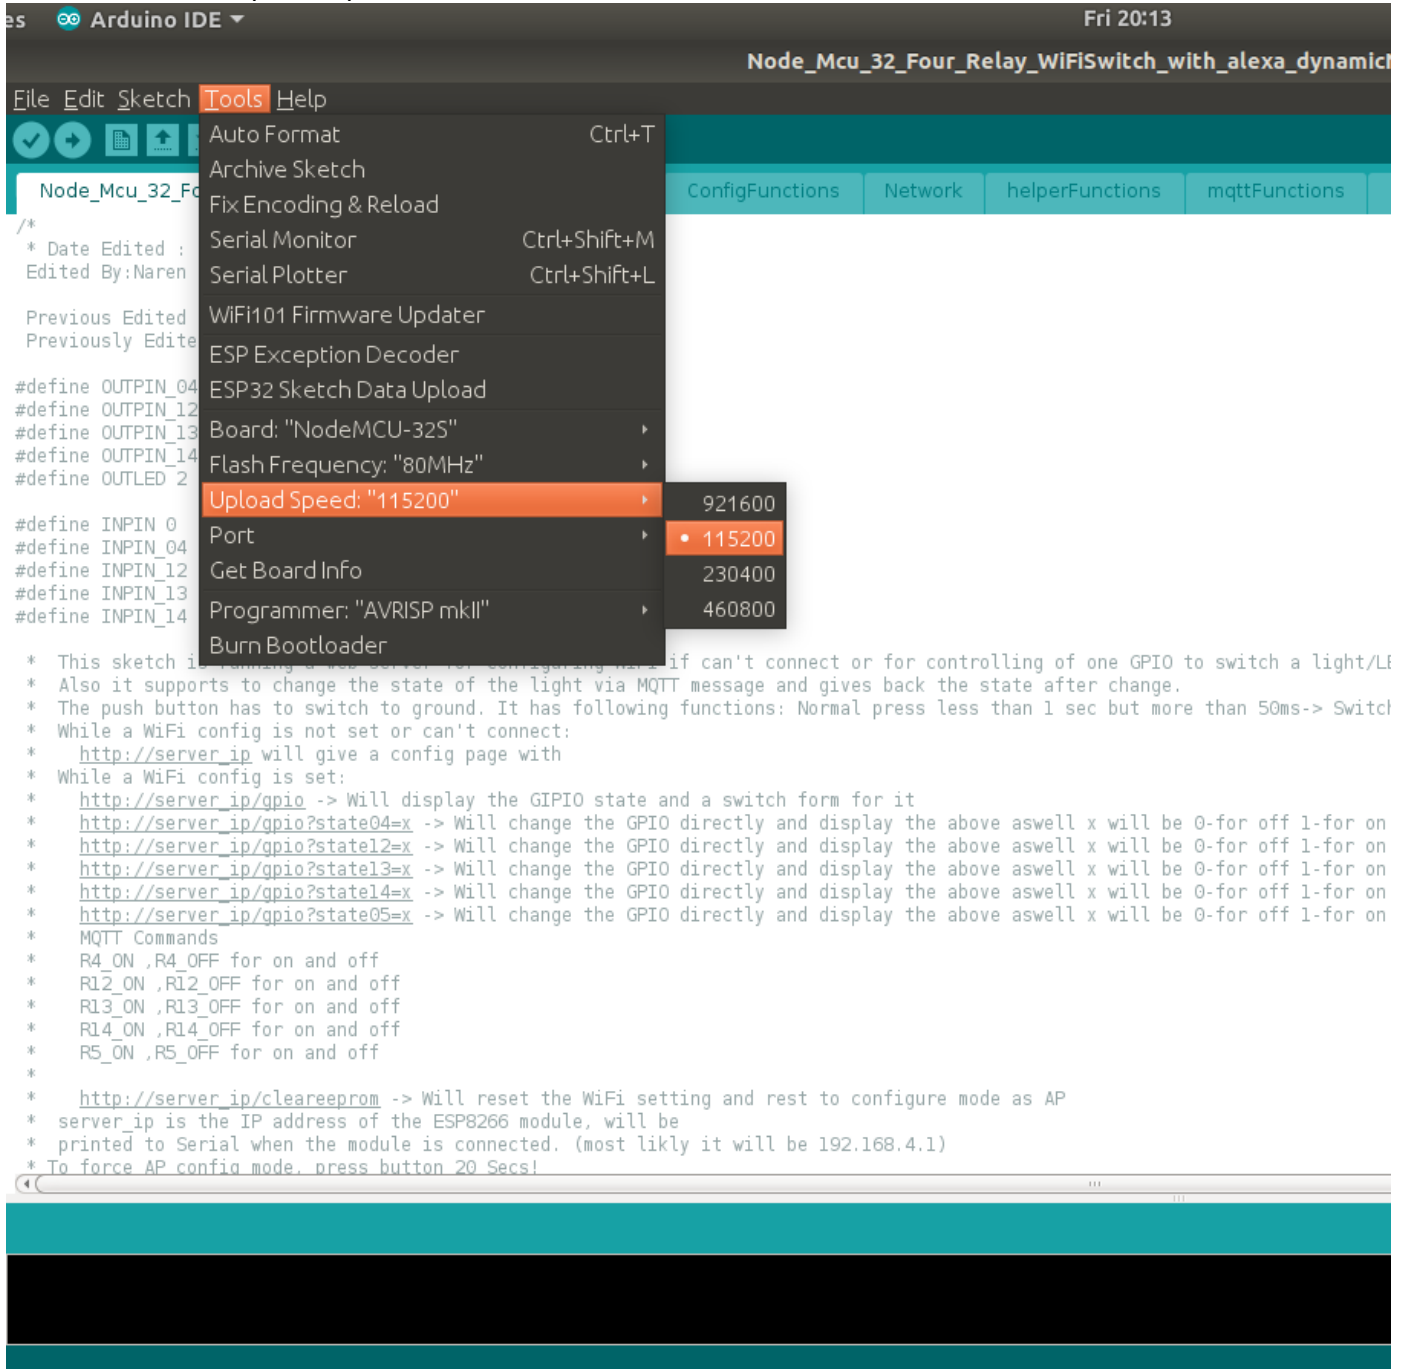 es Arduino IDE Fri 20:13
Node_Mcu_32_Four_Relay_WiFiSwitch_with_alexa_dynamic
File Edit Sketch Tools Help
Auto Format Ctrl+T
Archive Sketch
Fix Encoding & Reload
Serial Monitor Ctrl+Shift+M
Serial Plotter Ctrl+Shift+L
WiFi101 Firmware Updater
ESP Exception Decoder
ESP32 Sketch Data Upload
Board: "NodeMCU-32S"
Flash Frequency: "80MHz"
Upload Speed: "115200"
Port
Get Board Info
Programmer: "AVRISP mkII"
Burn Bootloader
921600
115200
230400
460800
Node_Mcu_32_Fo ConfigFunctions Network helperFunctions mqttFunctions
/*
* Date Edited :
Edited By:Naren
Previous Edited
Previously Edite
#define OUTPIN_04
#define OUTPIN_12
#define OUTPIN_13
#define OUTPIN_14
#define OUTLED 2
#define INPIN 0
#define INPIN_04
#define INPIN_12
#define INPIN_13
#define INPIN_14
* This sketch is running a web server for configuring WiFi if can't connect or for controlling of one GPIO to switch a light/LE
* Also it supports to change the state of the light via MQTT message and gives back the state after change.
* The push button has to switch to ground. It has following functions: Normal press less than 1 sec but more than 50ms-> Switch
* While a WiFi config is not set or can't connect:
* http://server_ip will give a config page with
* While a WiFi config is set:
* http://server_ip/gpio -> Will display the GIPIO state and a switch form for it
* http://server_ip/gpio?state04=x -> Will change the GPIO directly and display the above aswell x will be 0-for off 1-for on
* http://server_ip/gpio?state12=x -> Will change the GPIO directly and display the above aswell x will be 0-for off 1-for on
* http://server_ip/gpio?state13=x -> Will change the GPIO directly and display the above aswell x will be 0-for off 1-for on
* http://server_ip/gpio?state14=x -> Will change the GPIO directly and display the above aswell x will be 0-for off 1-for on
* http://server_ip/gpio?state05=x -> Will change the GPIO directly and display the above aswell x will be 0-for off 1-for on
* MQTT Commands
* R4_ON ,R4_OFF for on and off
* R12_ON ,R12_OFF for on and off
* R13_ON ,R13_OFF for on and off
* R14_ON ,R14_OFF for on and off
* R5_ON ,R5_OFF for on and off
*
* http://server_ip/cleareeprom -> Will reset the WiFi setting and rest to configure mode as AP
* server_ip is the IP address of the ESP8266 module, will be
* printed to Serial when the module is connected. (most likly it will be 192.168.4.1)
* To force AP config mode, press button 20 Secs!